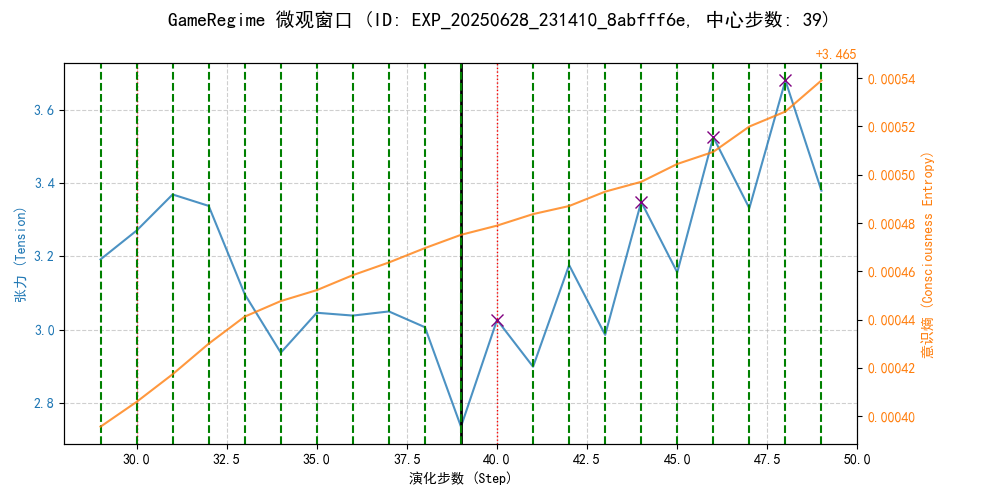 GameRegime 微观窗口 (ID: EXP_20250628_231410_8abfff6e, 中心步数: 39)
+3.465
3.6
3.4
3.2
3.0
2.8
张力 (Tension)
0.00054
0.00052
0.00050
0.00048
0.00046
0.00044
0.00042
0.00040
意识熵 (Consciousness Entropy)
30.0 32.5 35.0 37.5 40.0 42.5 45.0 47.5 50.0
演化步数 (Step)